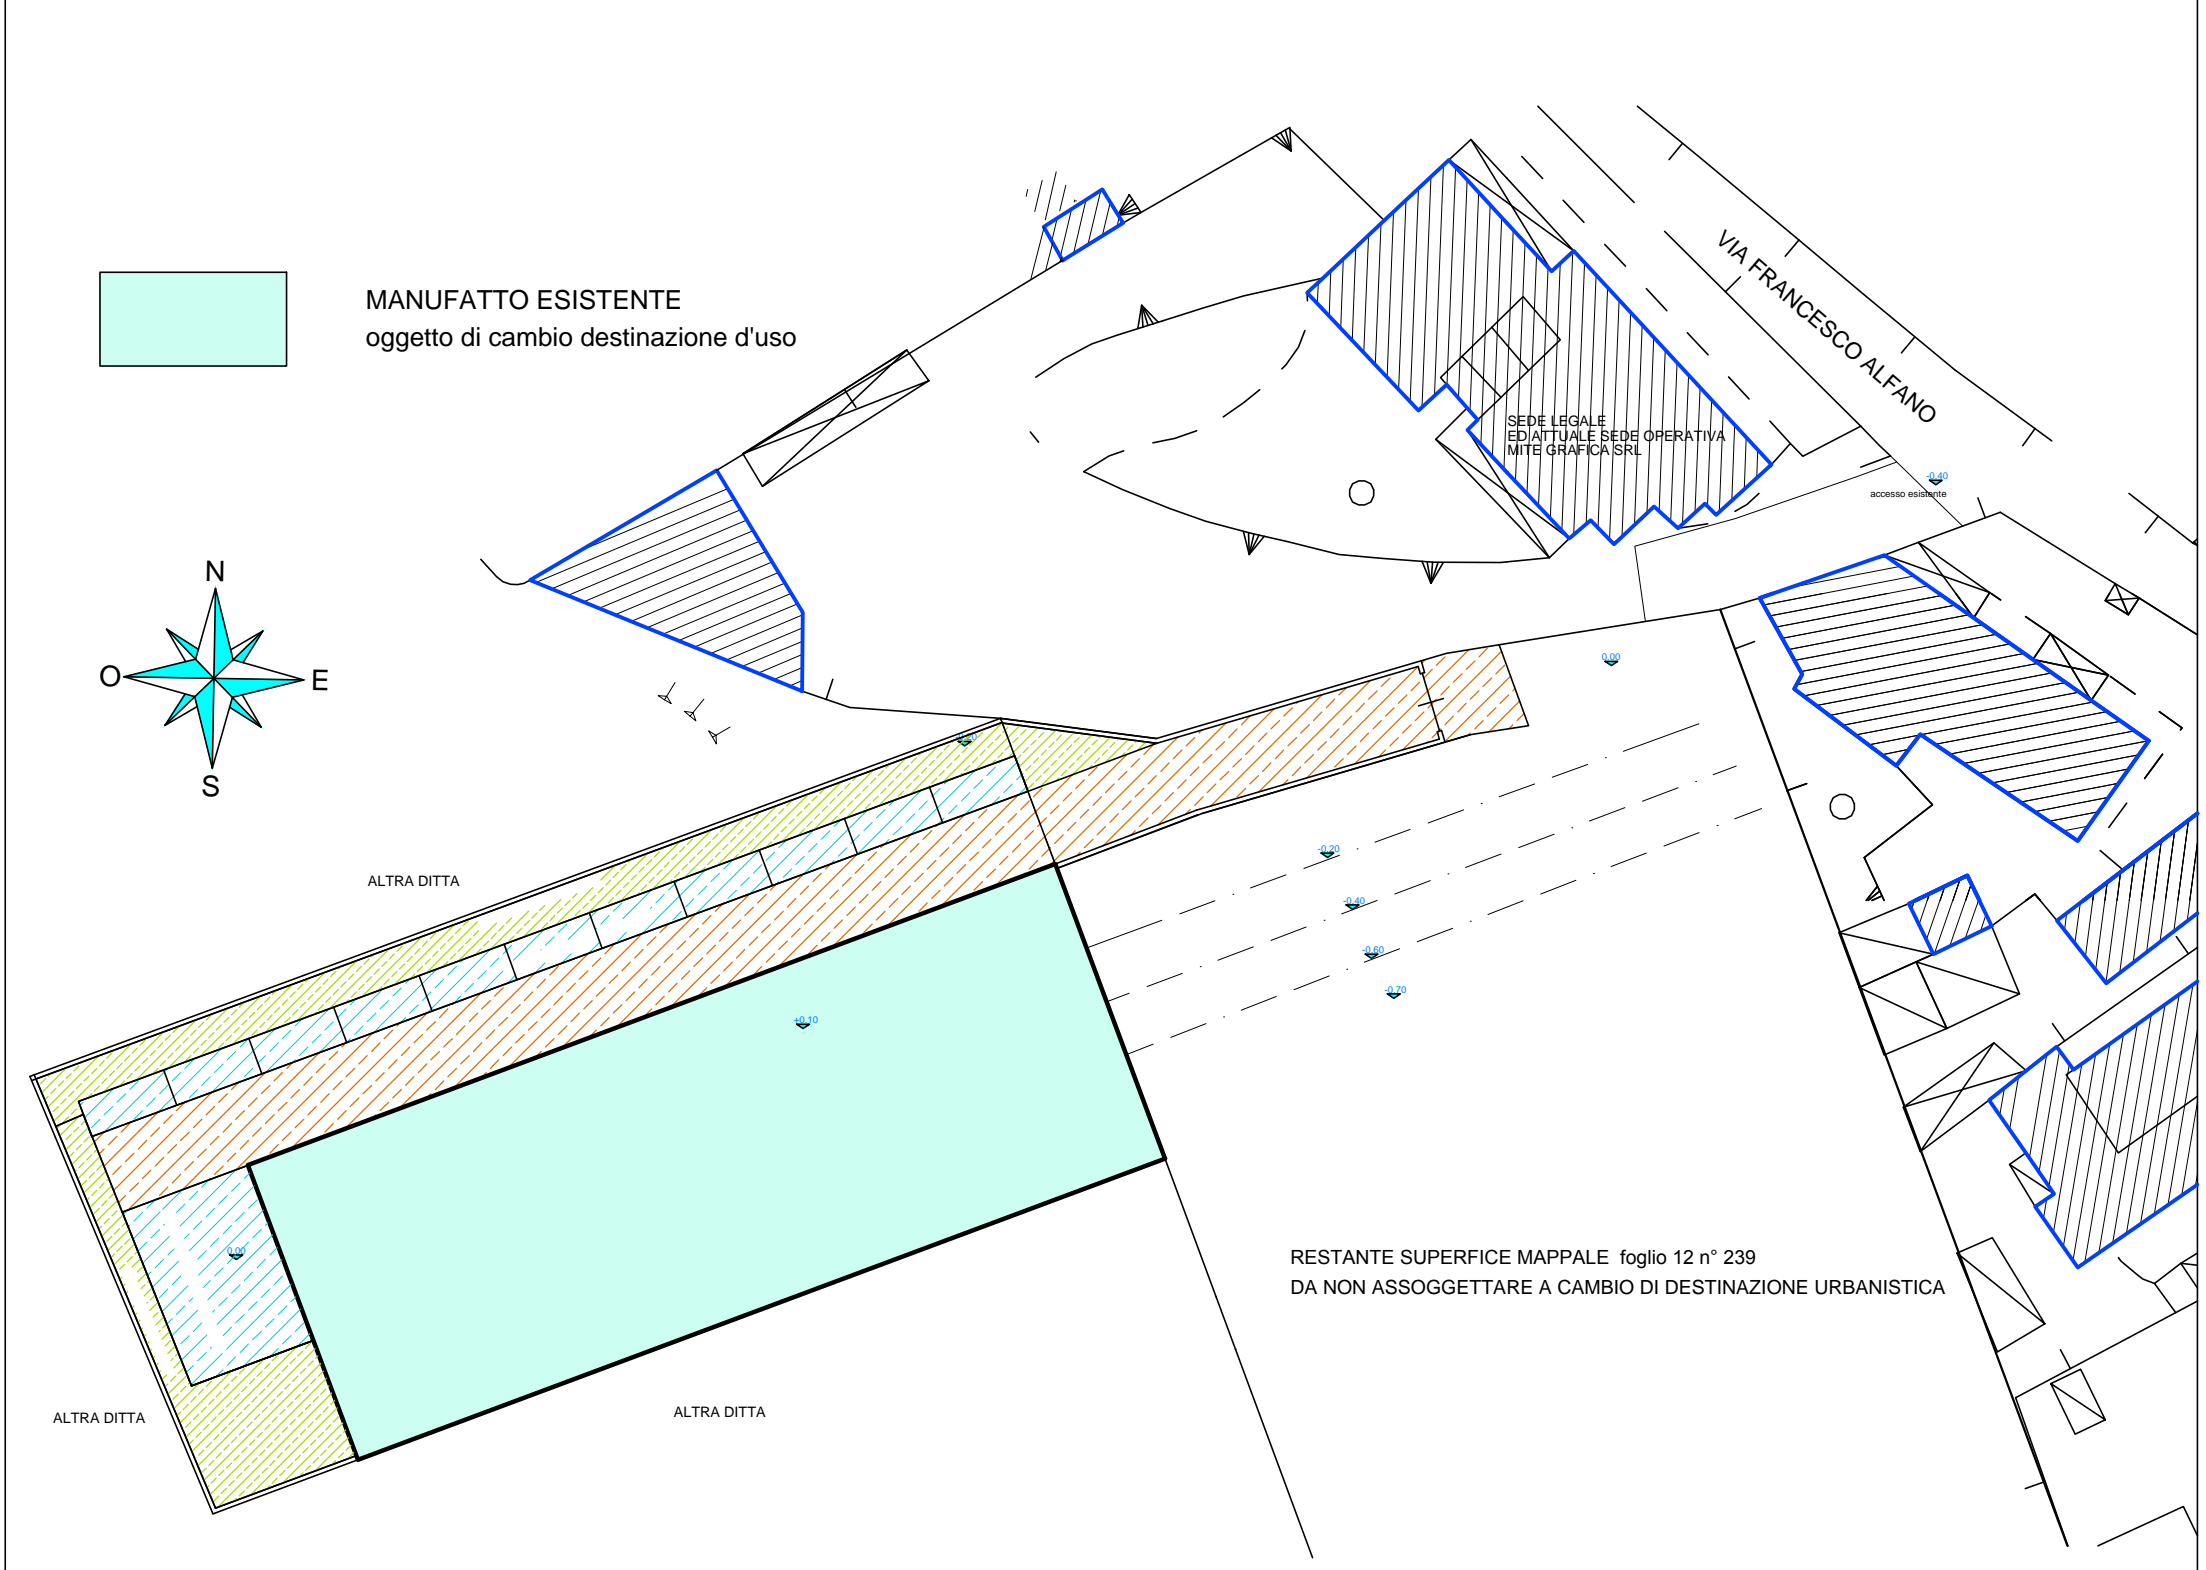 VIA FRANCESCO ALFANO
MANUFATTO ESISTENTE
oggetto di cambio destinazione d'uso
SEDE LEGALE
ED ATTUALE SEDE OPERATIVA
MITE GRAFICA SRL
-0.40
accesso esistente
N
O
E
S
0.00
-0.20
-0.20
ALTRA DITTA
-0.40
-0.60
-0.70
+0.10
0.00
RESTANTE SUPERFICE MAPPALE foglio 12 n° 239
DA NON ASSOGGETTARE A CAMBIO DI DESTINAZIONE URBANISTICA
ALTRA DITTA
ALTRA DITTA